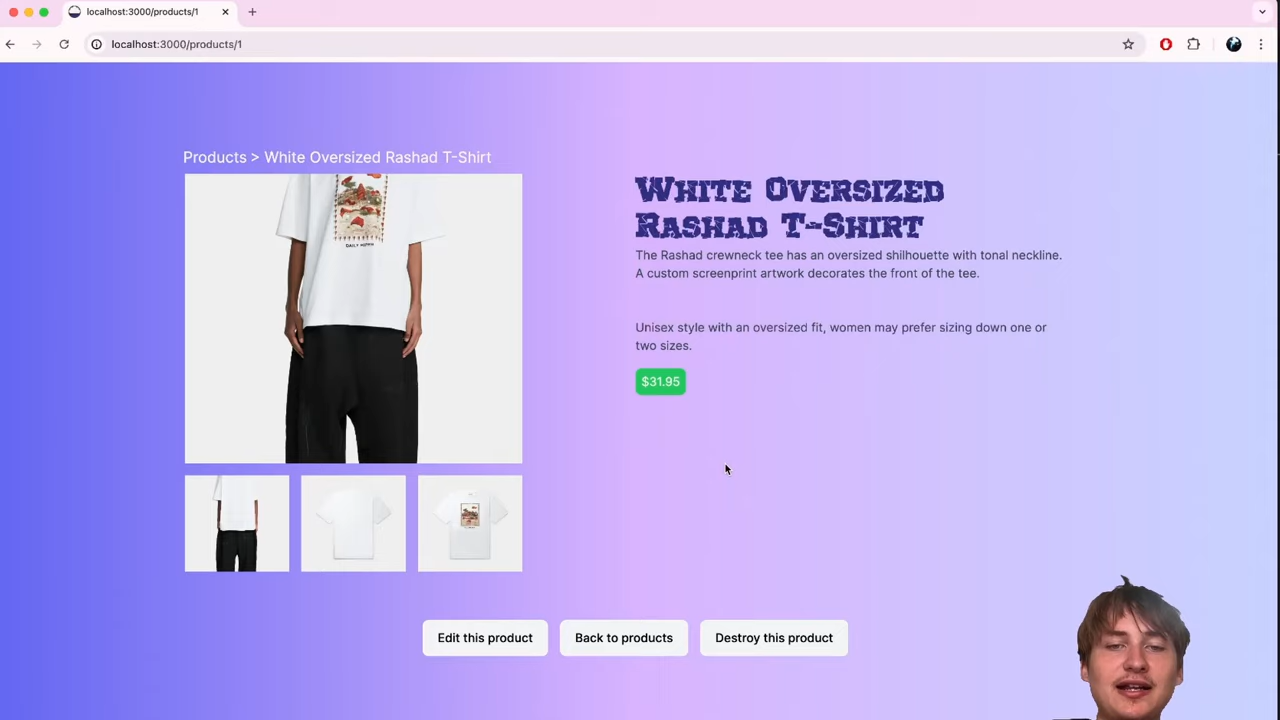 localhost:3000/products/1
localhost:3000/products/1
Products > White Oversized Rashad T-Shirt
White Oversized
Rashad T-Shirt
The Rashad crewneck tee has an oversized shilhouette with tonal neckline.
A custom screenprint artwork decorates the front of the tee.
Unisex style with an oversized fit, women may prefer sizing down one or
two sizes.
$31.95
Edit this product
Back to products
Destroy this product